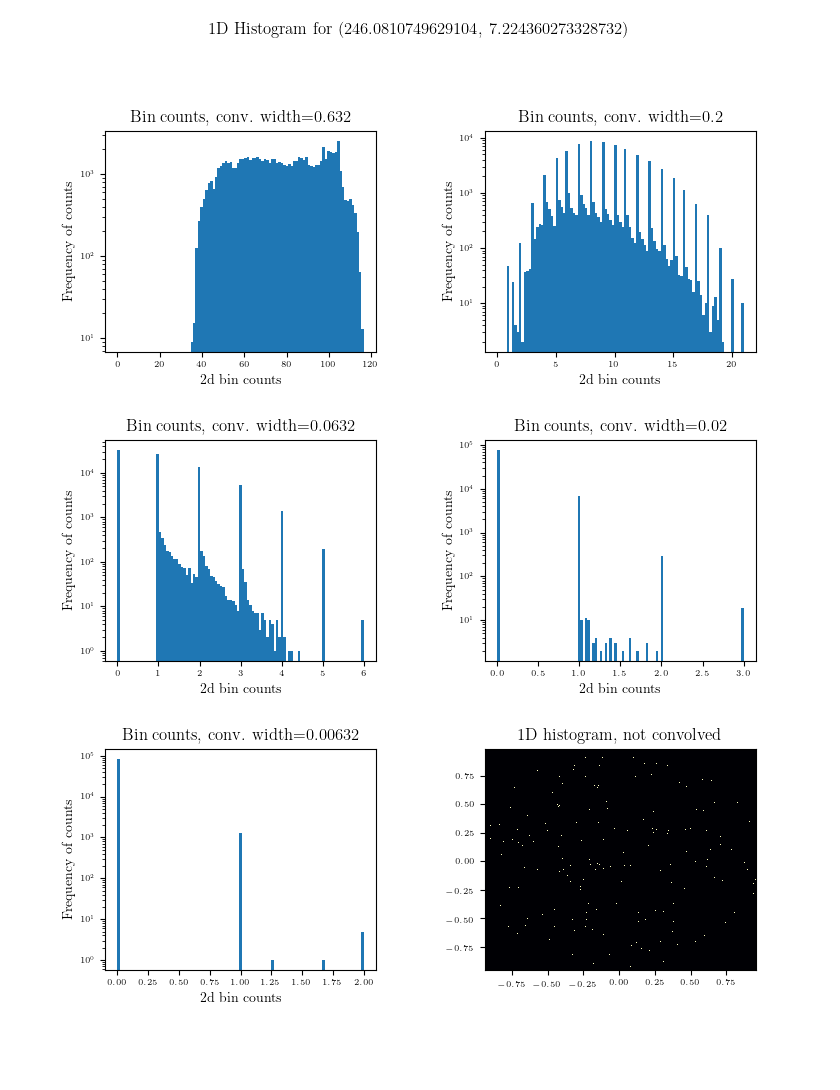 1D Histogram for (246.0810749629104, 7.224360273328732)
Bin counts, conv. width=0.632
Frequency of counts
10³
10²
10¹
0 20 40 60 80 100 120
2d bin counts
Bin counts, conv. width=0.2
Frequency of counts
10⁴
10³
10²
10¹
0 5 10 15 20
2d bin counts
Bin counts, conv. width=0.0632
Frequency of counts
10⁴
10³
10²
10¹
10⁰
0 1 2 3 4 5 6
2d bin counts
Bin counts, conv. width=0.02
Frequency of counts
10⁵
10⁴
10³
10²
10¹
0.0 0.5 1.0 1.5 2.0 2.5 3.0
2d bin counts
Bin counts, conv. width=0.00632
Frequency of counts
10⁵
10⁴
10³
10²
10¹
10⁰
0.00 0.25 0.50 0.75 1.00 1.25 1.50 1.75 2.00
2d bin counts
1D histogram, not convolved
0.75
0.50
0.25
0.00
−0.25
−0.50
−0.75
−0.75 −0.50 −0.25 0.00 0.25 0.50 0.75